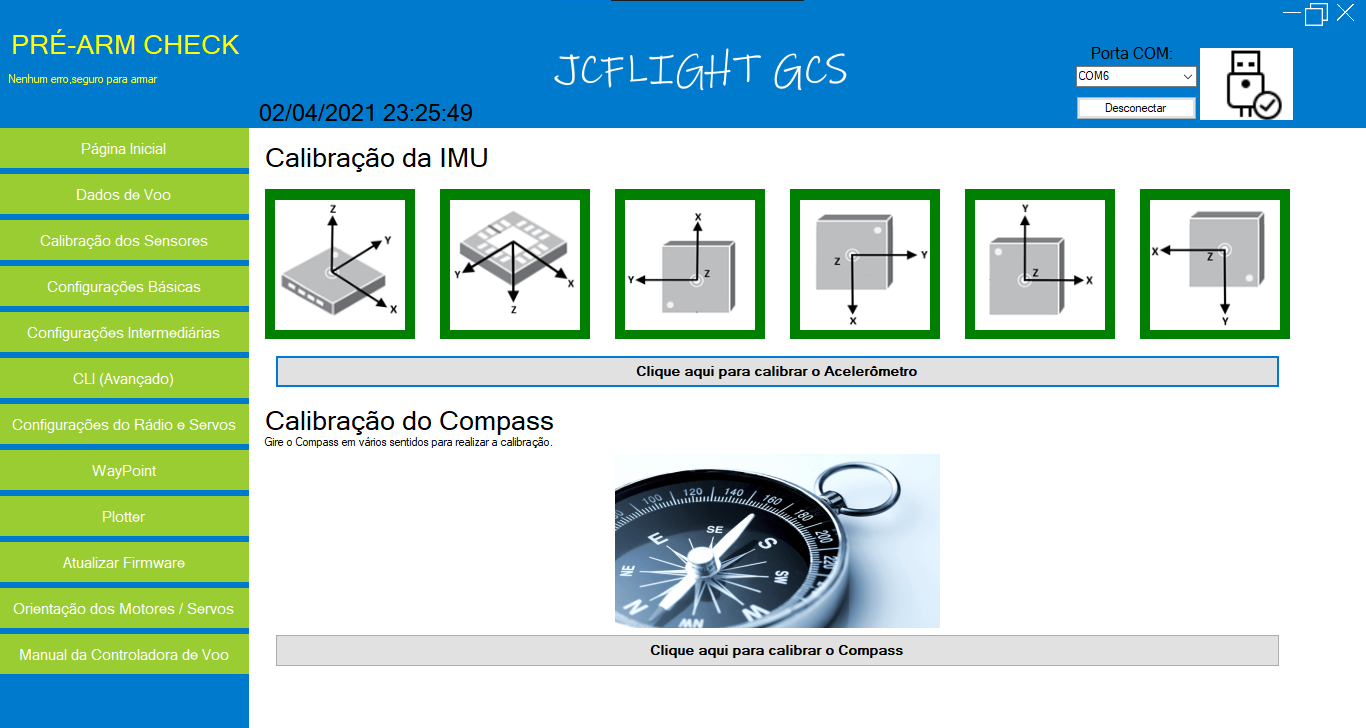 PRÉ-ARM CHECK
Nenhum erro,seguro para armar
JCFLIGHT GCS
02/04/2021 23:25:49
Porta COM:
COM6
Desconectar
Página Inicial
Dados de Voo
Calibração dos Sensores
Configurações Básicas
Configurações Intermediárias
CLI (Avançado)
Configurações do Rádio e Servos
WayPoint
Plotter
Atualizar Firmware
Orientação dos Motores / Servos
Manual da Controladora de Voo
Calibração da IMU
Z Y X
Y X Z
X Y Z
Z Y X
Y Z X
X Z Y
Clique aqui para calibrar o Acelerômetro
Calibração do Compass
Gire o Compass em vários sentidos para realizar a calibração.
100 120 140 160 180 200 220
NE E SE S SW W NW N
Clique aqui para calibrar o Compass